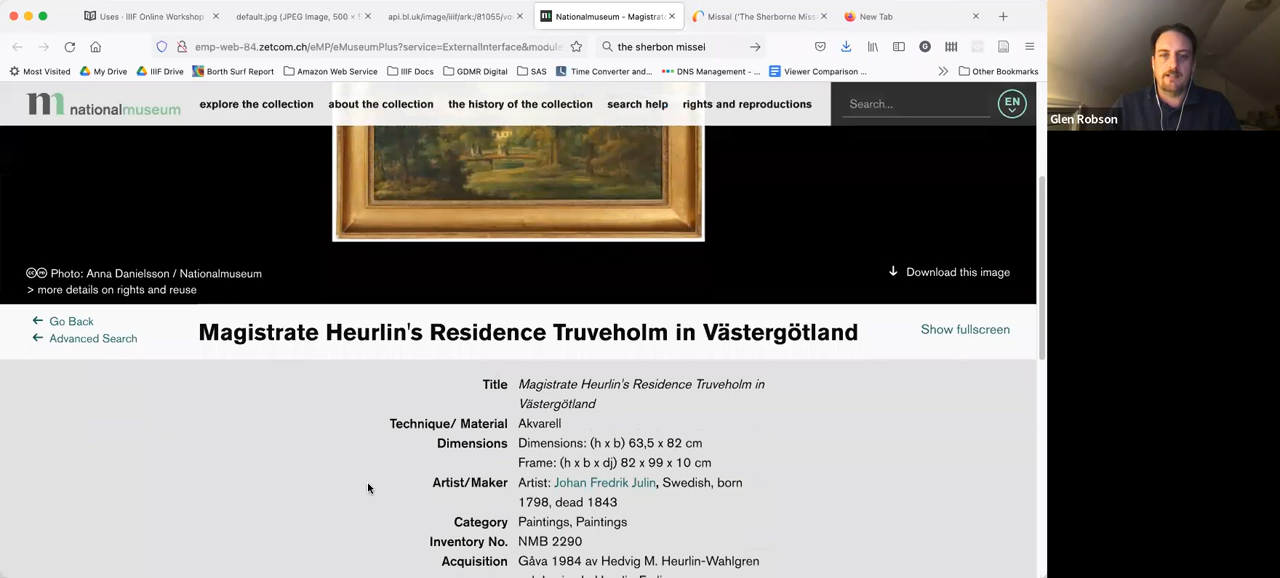 Uses · IIIF Online Workshop
default.jpg (JPEG Image, 500 ×
api.bl.uk/image/iiif/ark:/81055/vd
Nationalmuseum - Magistrat
Missal ('The Sherborne Miss
New Tab
emp-web-84.zetcom.ch/eMP/eMuseumPlus?service=ExternalInterface&module
the sherbon missel
Most Visited
My Drive
IIIF Drive
Borth Surf Report
Amazon Web Service
IIIF Docs
GDMR Digital
SAS
Time Converter and...
DNS Management - ...
Viewer Comparison ...
Other Bookmarks
nationalmuseum
explore the collection
about the collection
the history of the collection
search help
rights and reproductions
Search...
EN
Glen Robson
Photo: Anna Danielsson / Nationalmuseum
> more details on rights and reuse
Download this image
Go Back
Advanced Search
Magistrate Heurlin's Residence Truveholm in Västergötland
Show fullscreen
Title Magistrate Heurlin's Residence Truveholm in
Västergötland
Technique/ Material Akvarell
Dimensions Dimensions: (h x b) 63,5 x 82 cm
Frame: (h x b x dj) 82 x 99 x 10 cm
Artist/Maker Artist: Johan Fredrik Julin, Swedish, born
1798, dead 1843
Category Paintings, Paintings
Inventory No. NMB 2290
Acquisition Gåva 1984 av Hedvig M. Heurlin-Wahlgren